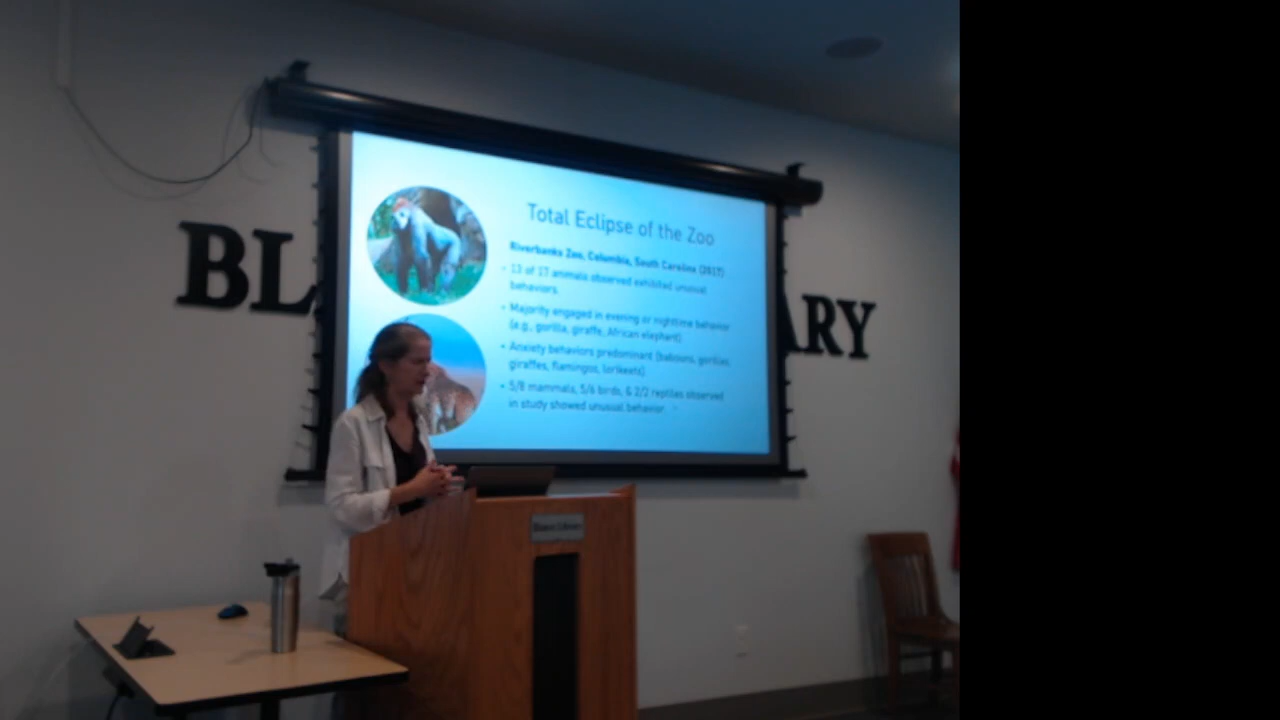 Total Eclipse of the Zoo
Riverbanks Zoo, Columbia, South Carolina (2017)
• 13 of 17 animals observed exhibited unusual
behaviors.
• Majority engaged in evening or nighttime behavior
(e.g., gorilla, giraffe, African elephant)
• Anxiety behaviors predominant (baboons, gorillas,
giraffes, flamingos, lorikeets)
• 5/8 mammals, 5/6 birds, & 2/2 reptiles observed
in study showed unusual behavior
BL
ARY
Library